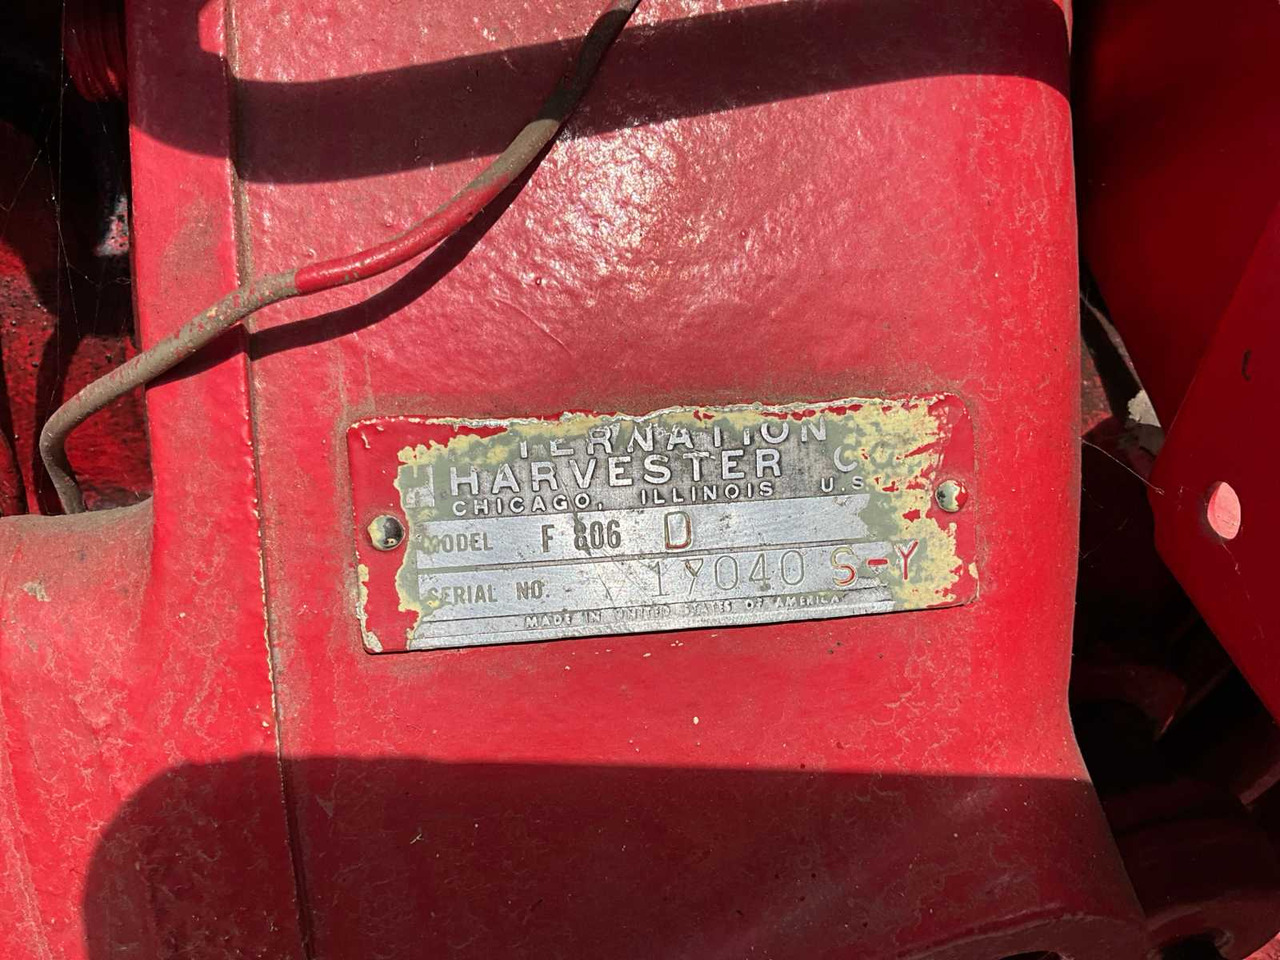 TERNATION
HARVESTER C
CHICAGO, ILLINOIS U.S
MODEL F 806 D
SERIAL NO. 17040 S-Y
MADE IN UNITED STATES OF AMERICA